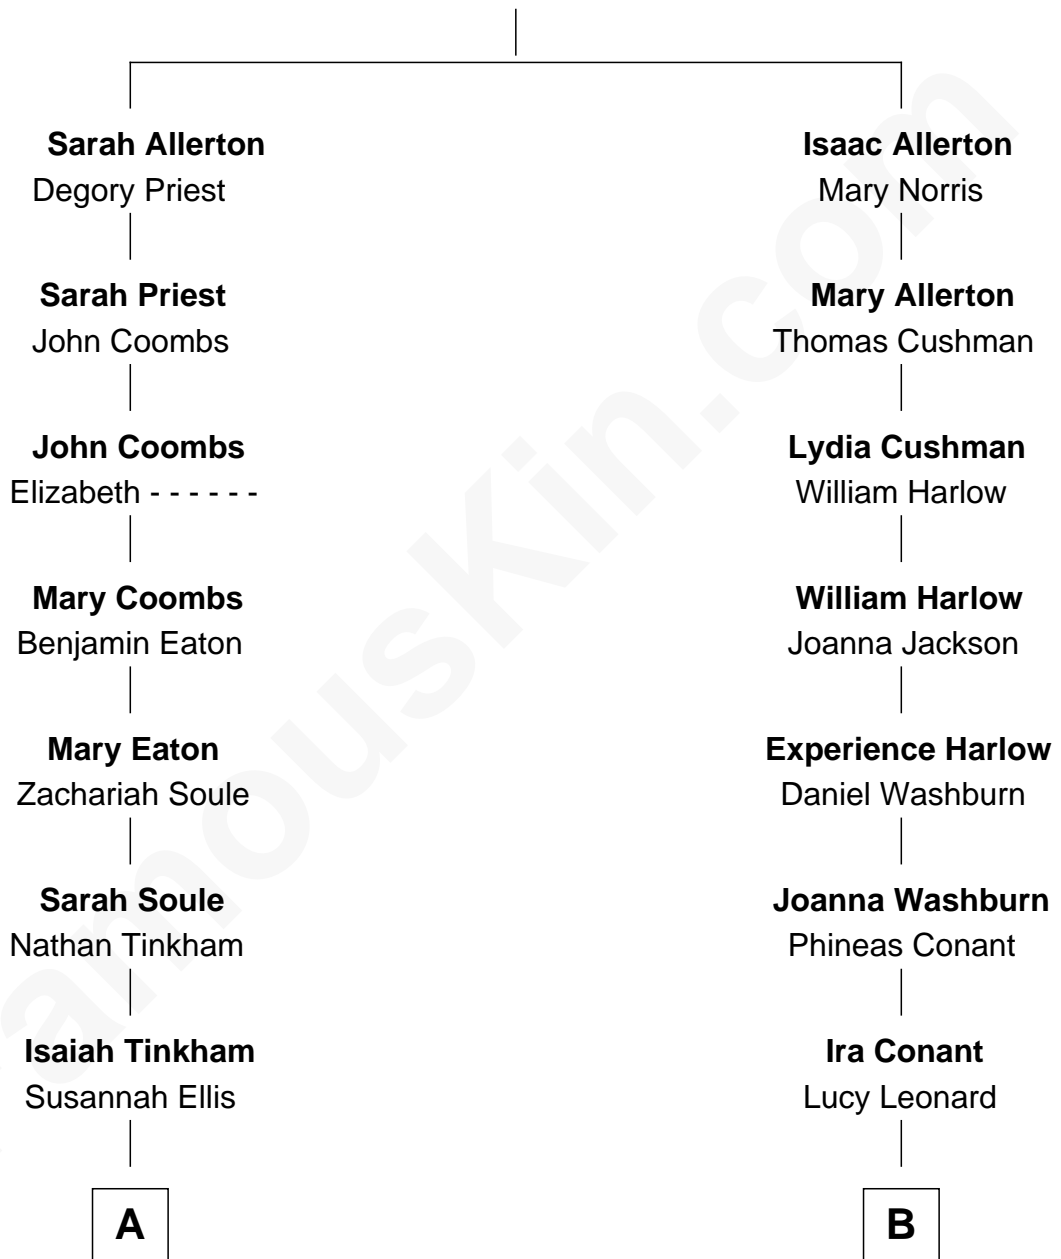 Sarah Allerton
Degory Priest
Sarah Priest
John Coombs
John Coombs
Elizabeth - - - - - -
Mary Coombs
Benjamin Eaton
Mary Eaton
Zachariah Soule
Sarah Soule
Nathan Tinkham
Isaiah Tinkham
Susannah Ellis
A
Isaac Allerton
Mary Norris
Mary Allerton
Thomas Cushman
Lydia Cushman
William Harlow
William Harlow
Joanna Jackson
Experience Harlow
Daniel Washburn
Joanna Washburn
Phineas Conant
Ira Conant
Lucy Leonard
B
amouskin.com